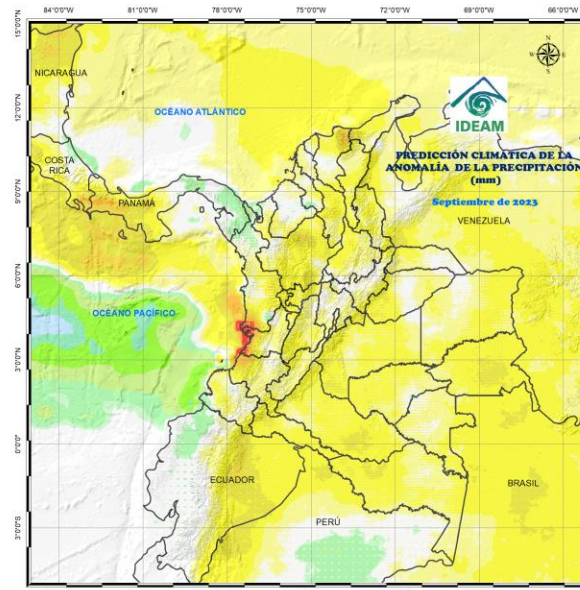 84°0'0"W 81°0'0"W 78°0'0"W 75°0'0"W 72°0'0"W 69°0'0"W 66°0'0"W
15°0'0"N
N
W E
S
NICARAGUA
OCÉANO ATLÁNTICO
12°0'0"N
IDEAM
COSTA
RICA
PREDICCIÓN CLIMÁTICA DE LA
ANOMALÍA DE LA PRECIPITACIÓN
(mm)
9°0'0"N
PANAMÁ
Septiembre de 2023
VENEZUELA
6°0'0"N
OCÉANO PACÍFICO
3°0'0"N
0°0'0"N
ECUADOR
BRASIL
PERÚ
3°0'0"S